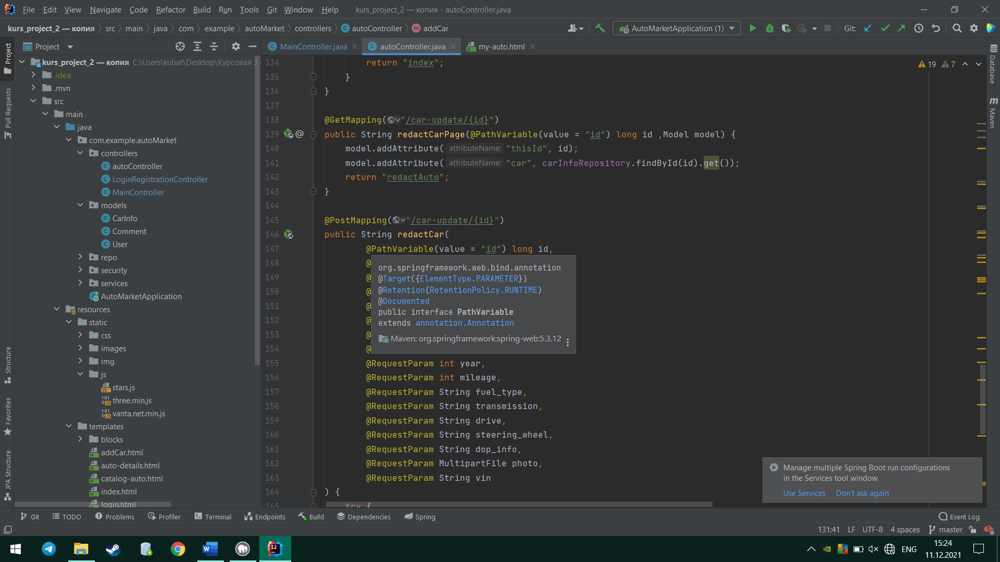 File Edit View Navigate Code Refactor Build Run Tools Git Window Help kurs_project_2 — копия - autoController.java
kurs_project_2 — копия src main java com example autoMarket controllers autoController addCar AutoMarketApplication (1) Git:
Project
MainController.java autoController.java my-auto.html
kurs_project_2 — копия C:\Users\kubat\Desktop\Курсовая 3
.idea
.mvn
src
main
java
com.example.autoMarket
controllers
autoController
LoginRegistrationController
MainController
models
CarInfo
Comment
User
repo
security
services
AutoMarketApplication
resources
static
css
images
img
js
stars.js
three.min.js
vanta.net.min.js
templates
blocks
addCar.html
auto-details.html
catalog-auto.html
index.html
login.html
Project
Pull Requests
Structure
Favorites
JPA Structure
19 7
134 return "index";
135 }
136 }
137
138 @GetMapping("/car-update/{id}")
139 @ public String redactCarPage(@PathVariable(value = "id") long id ,Model model) {
140 model.addAttribute( attributeName: "thisId", id);
141 model.addAttribute( attributeName: "car", carInfoRepository.findById(id).get());
142 return "redactAuto";
143 }
144
145 @PostMapping("/car-update/{id}")
146 public String redactCar(
147 @PathVariable(value = "id") long id,
148 @
149 @
150 @
151 @
152 @
153 @
154 @
org.springframework.web.bind.annotation
@Target({ElementType.PARAMETER})
@Retention(RetentionPolicy.RUNTIME)
@Documented
public interface PathVariable
extends annotation.Annotation
Maven: org.springframework:spring-web:5.3.12
155 @RequestParam int year,
156 @RequestParam int mileage,
157 @RequestParam String fuel_type,
158 @RequestParam String transmission,
159 @RequestParam String drive,
160 @RequestParam String steering_wheel,
161 @RequestParam String dop_info,
162 @RequestParam MultipartFile photo,
163 @RequestParam String vin
164 ) {
165 try {
Database
Maven
Manage multiple Spring Boot run configurations
in the Services tool window
Use Services Don't ask again
Git TODO Problems Profiler Terminal Endpoints Build Dependencies Spring Event Log
131:41 LF UTF-8 4 spaces master
ENG
15:24
11.12.2021